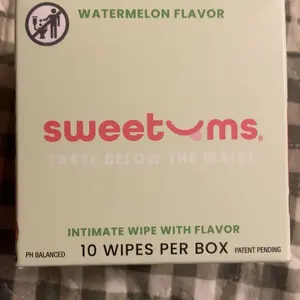 WATERMELON FLAVOR
sweetums®
TASTE BELOW THE WAIST
INTIMATE WIPE WITH FLAVOR
PH BALANCED 10 WIPES PER BOX PATENT PENDING